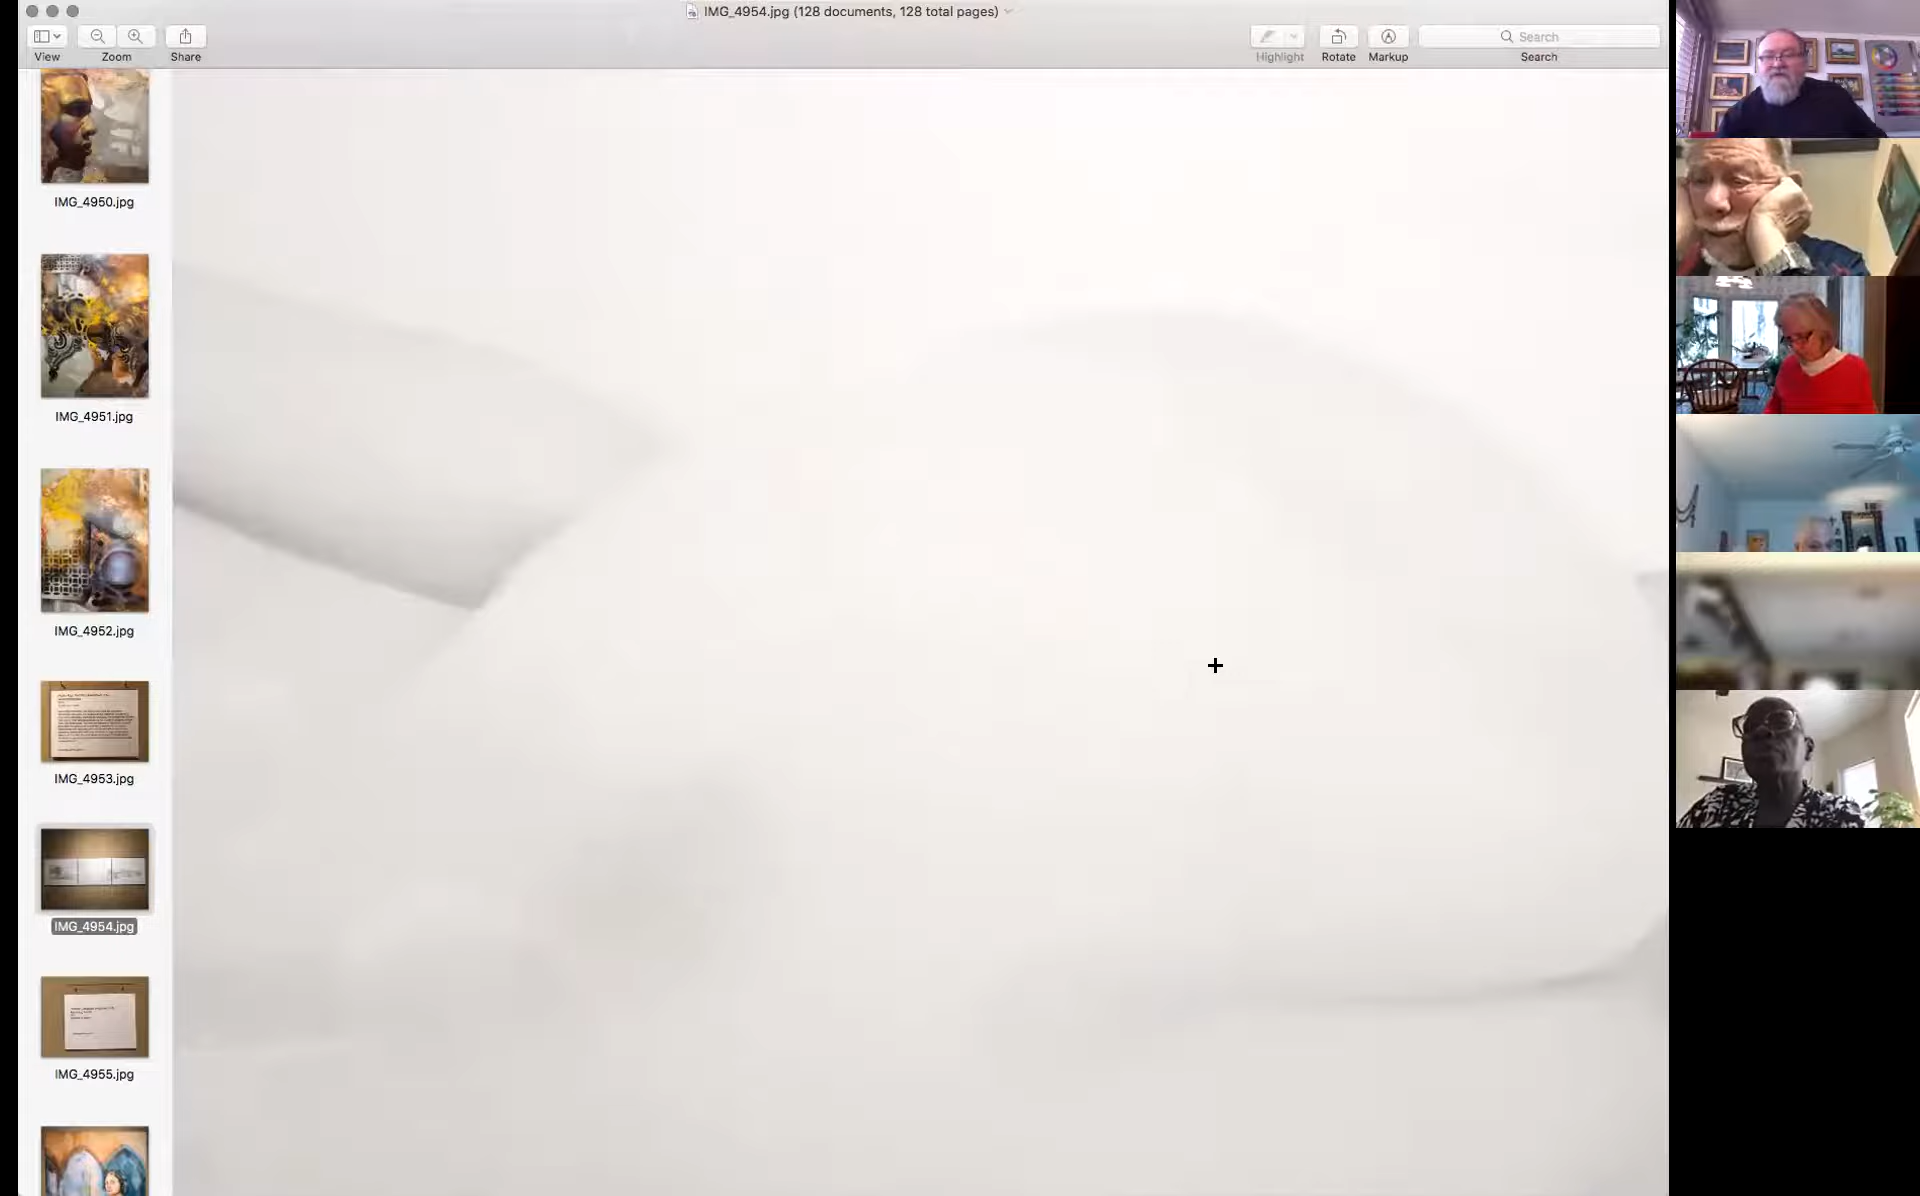 IMG_4954.jpg (128 documents, 128 total pages)
View
Zoom
Share
Highlight
Rotate
Markup
Search
Search
IMG_4950.jpg
IMG_4951.jpg
IMG_4952.jpg
IMG_4953.jpg
IMG_4954.jpg
IMG_4955.jpg